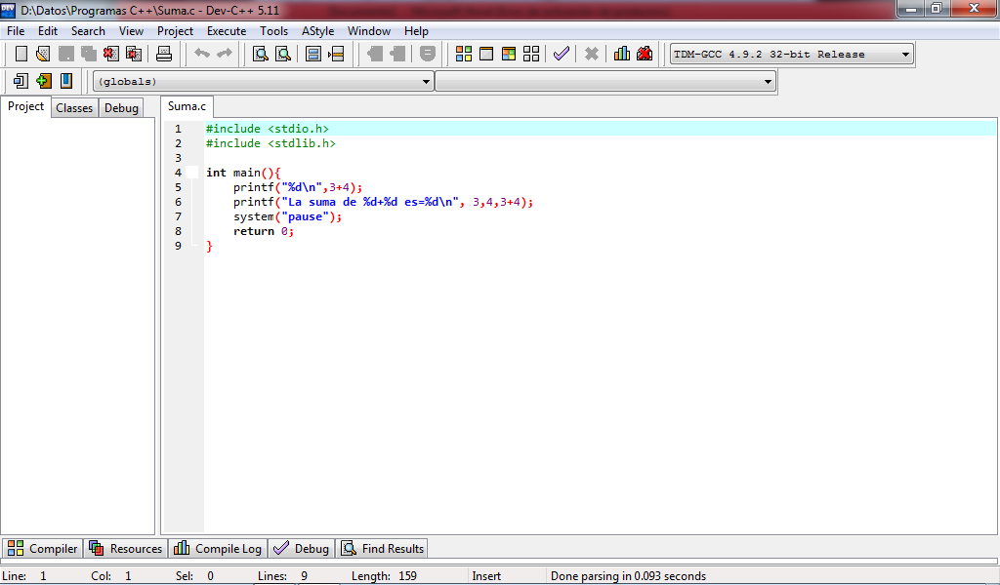 D:\Datos\Programas C++\Suma.c - Dev-C++ 5.11
File Edit Search View Project Execute Tools AStyle Window Help
TDM-GCC 4.9.2 32-bit Release
(globals)
Project Classes Debug Suma.c
1 #include <stdio.h>
2 #include <stdlib.h>
3
4 int main(){
5 printf("%d\n",3+4);
6 printf("La suma de %d+%d es=%d\n", 3,4,3+4);
7 system("pause");
8 return 0;
9 }
Compiler Resources Compile Log Debug Find Results
Line: 1 Col: 1 Sel: 0 Lines: 9 Length: 159 Insert Done parsing in 0.093 seconds